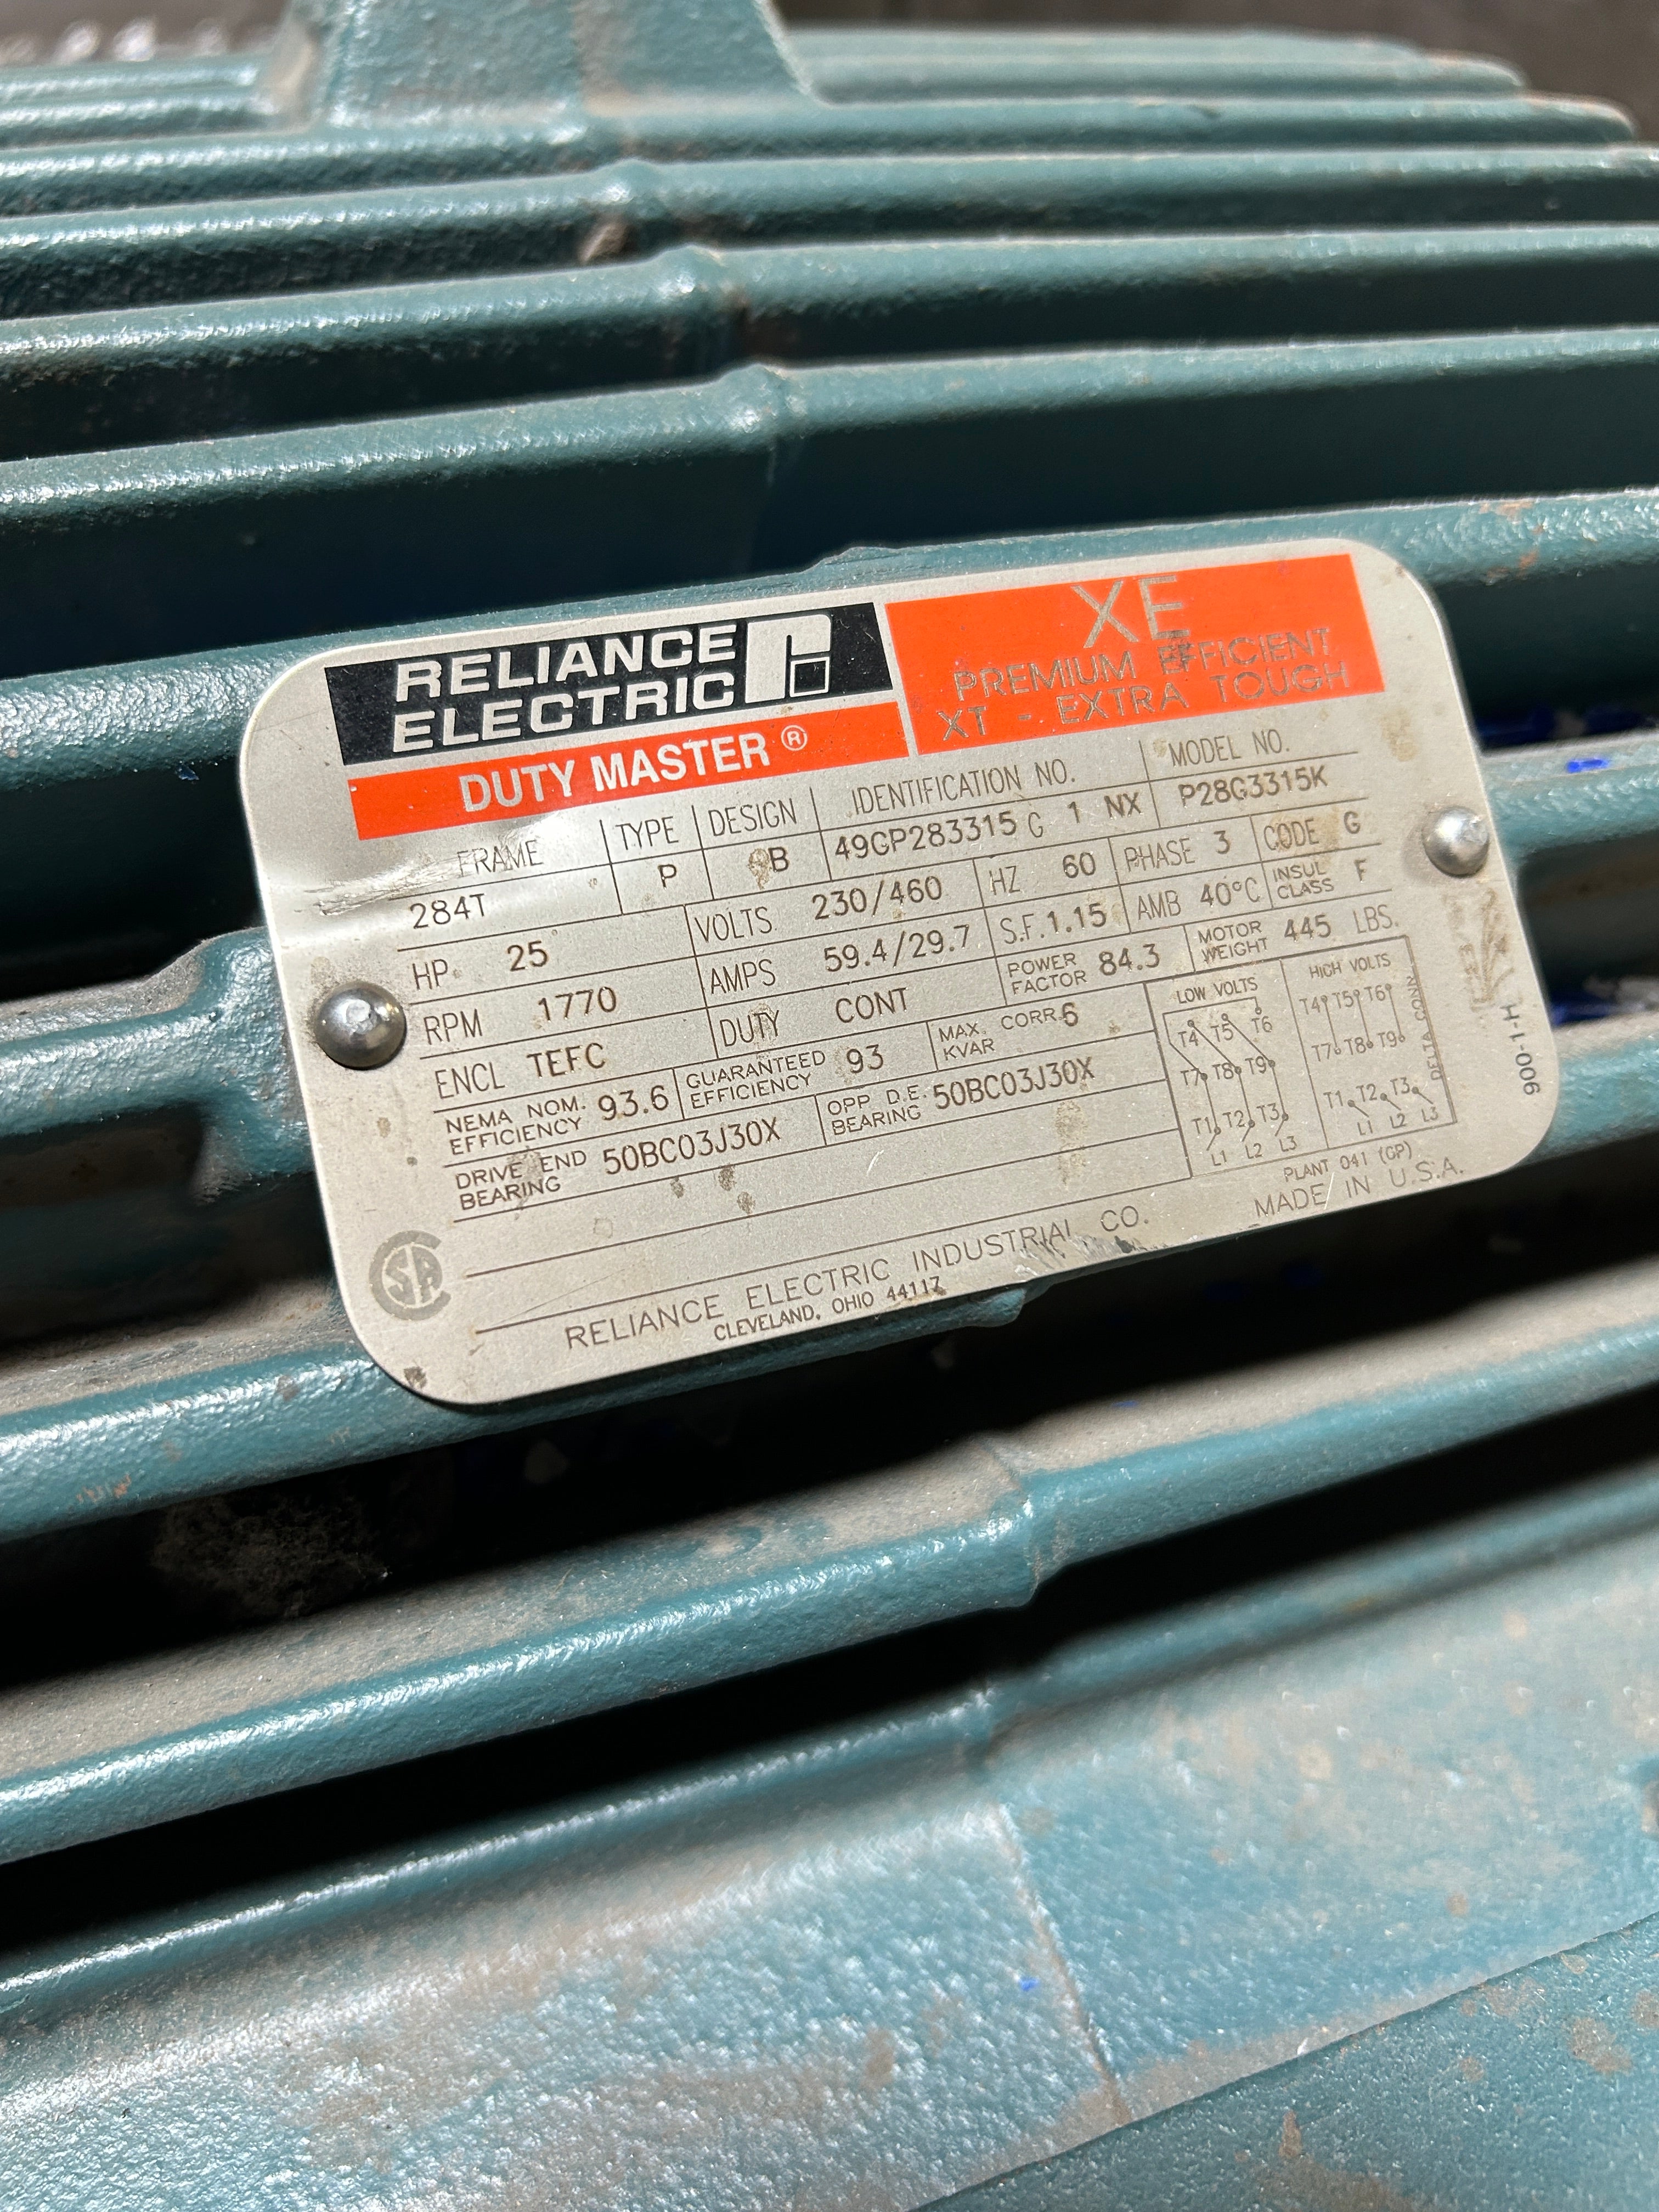 RELIANCE
ELECTRIC
DUTY MASTER®
XE
PREMIUM EFFICIENT
XT - EXTRA TOUGH
FRAME TYPE DESIGN IDENTIFICATION NO. MODEL NO.
284T P B 49GP283315 G 1 NX P28G3315K
HP 25 VOLTS 230/460 HZ 60 PHASE 3 CODE G
RPM 1770 AMPS 59.4/29.7 S.F. 1.15 AMB 40°C INSUL CLASS F
ENCL TEFC DUTY CONT POWER FACTOR 84.3 MOTOR WEIGHT 445 LBS.
NEMA NOM. EFFICIENCY 93.6 GUARANTEED EFFICIENCY 93 MAX. CORR. KVAR 6
DRIVE END BEARING 50BC03J30X OPP D.E. BEARING 50BC03J30X
LOW VOLTS HIGH VOLTS
T4 T5 T6 T4 T5 T6
T7 T8 T9 T7 T8 T9
T1 T2 T3 T1 T2 T3
L1 L2 L3 L1 L2 L3
DELTA CONN
906-1-H
PLANT 041 (GP)
RELIANCE ELECTRIC INDUSTRIAL CO. MADE IN U.S.A.
CLEVELAND, OHIO 44117